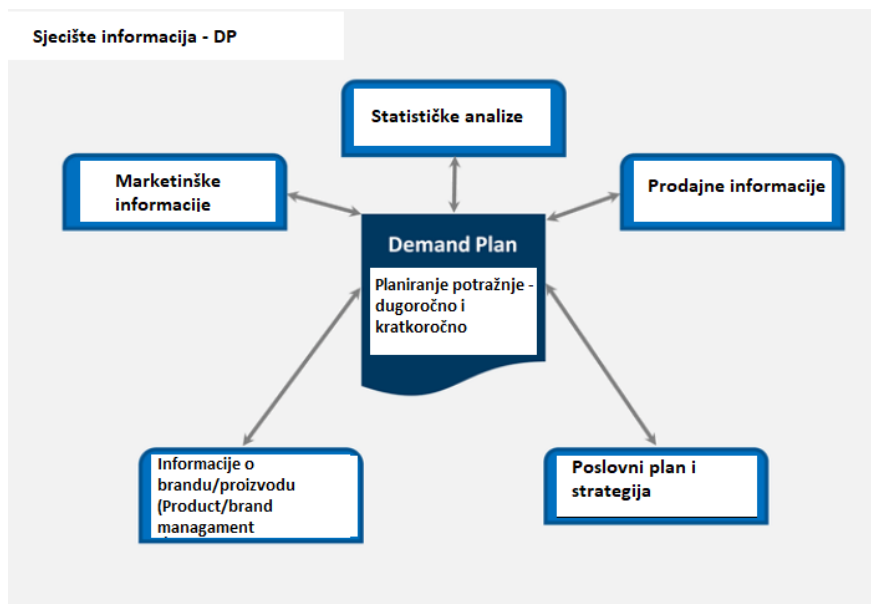 Sjecište informacija - DP
Statističke analize
Marketinške
informacije
Prodajne informacije
Demand Plan
Planiranje potražnje -
dugoročno i
kratkoročno
Informacije o
brandu/proizvodu
(Product/brand
managament
Poslovni plan i
strategija